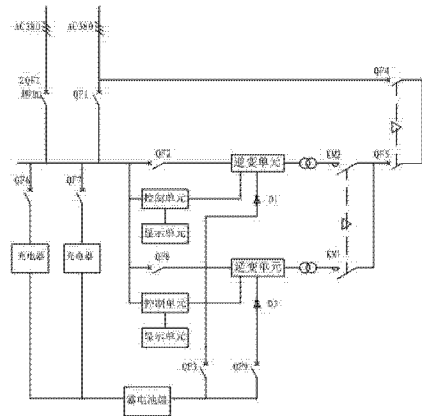 AC380
AC380
QF4
QF1
QF2
逆变单元
KM2
QF5
QF6
QF7
控制单元
D1
显示单元
充电器
充电器
QF8
逆变单元
KM1
控制单元
D2
显示单元
QF3
QF9
蓄电池组